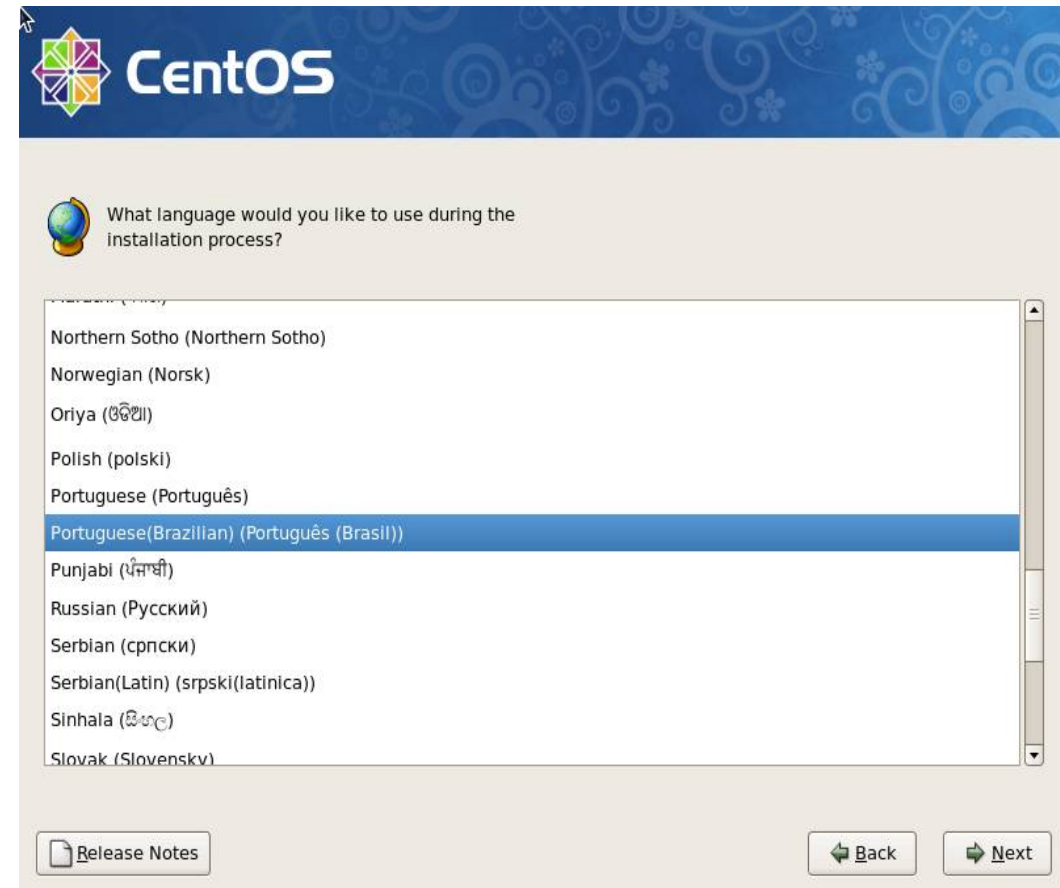 CentOS
What language would you like to use during the
installation process?
Northern Sotho (Northern Sotho)
Norwegian (Norsk)
Oriya (ଓଡିଆ)
Polish (polski)
Portuguese (Português)
Portuguese(Brazilian) (Português (Brasil))
Punjabi (ਪੰਜਾਬੀ)
Russian (Русский)
Serbian (српски)
Serbian(Latin) (srpski(latinica))
Sinhala (සිංහල)
Slovak (Slovensky)
Release Notes
Back
Next